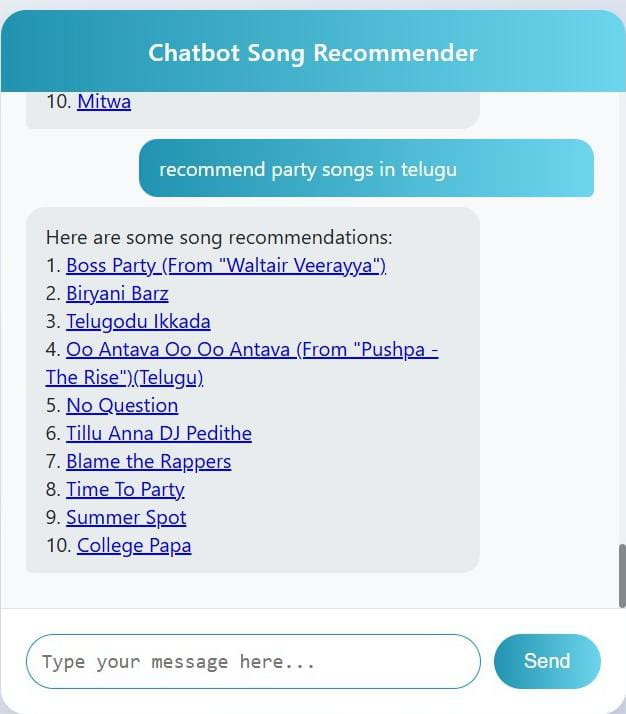 Chatbot Song Recommender
10. Mitwa
recommend party songs in telugu
Here are some song recommendations:
1. Boss Party (From "Waltair Veerayya")
2. Biryani Barz
3. Telugodu Ikkada
4. Oo Antava Oo Oo Antava (From "Pushpa -
The Rise")(Telugu)
5. No Question
6. Tillu Anna DJ Pedithe
7. Blame the Rappers
8. Time To Party
9. Summer Spot
10. College Papa
Type your message here...
Send